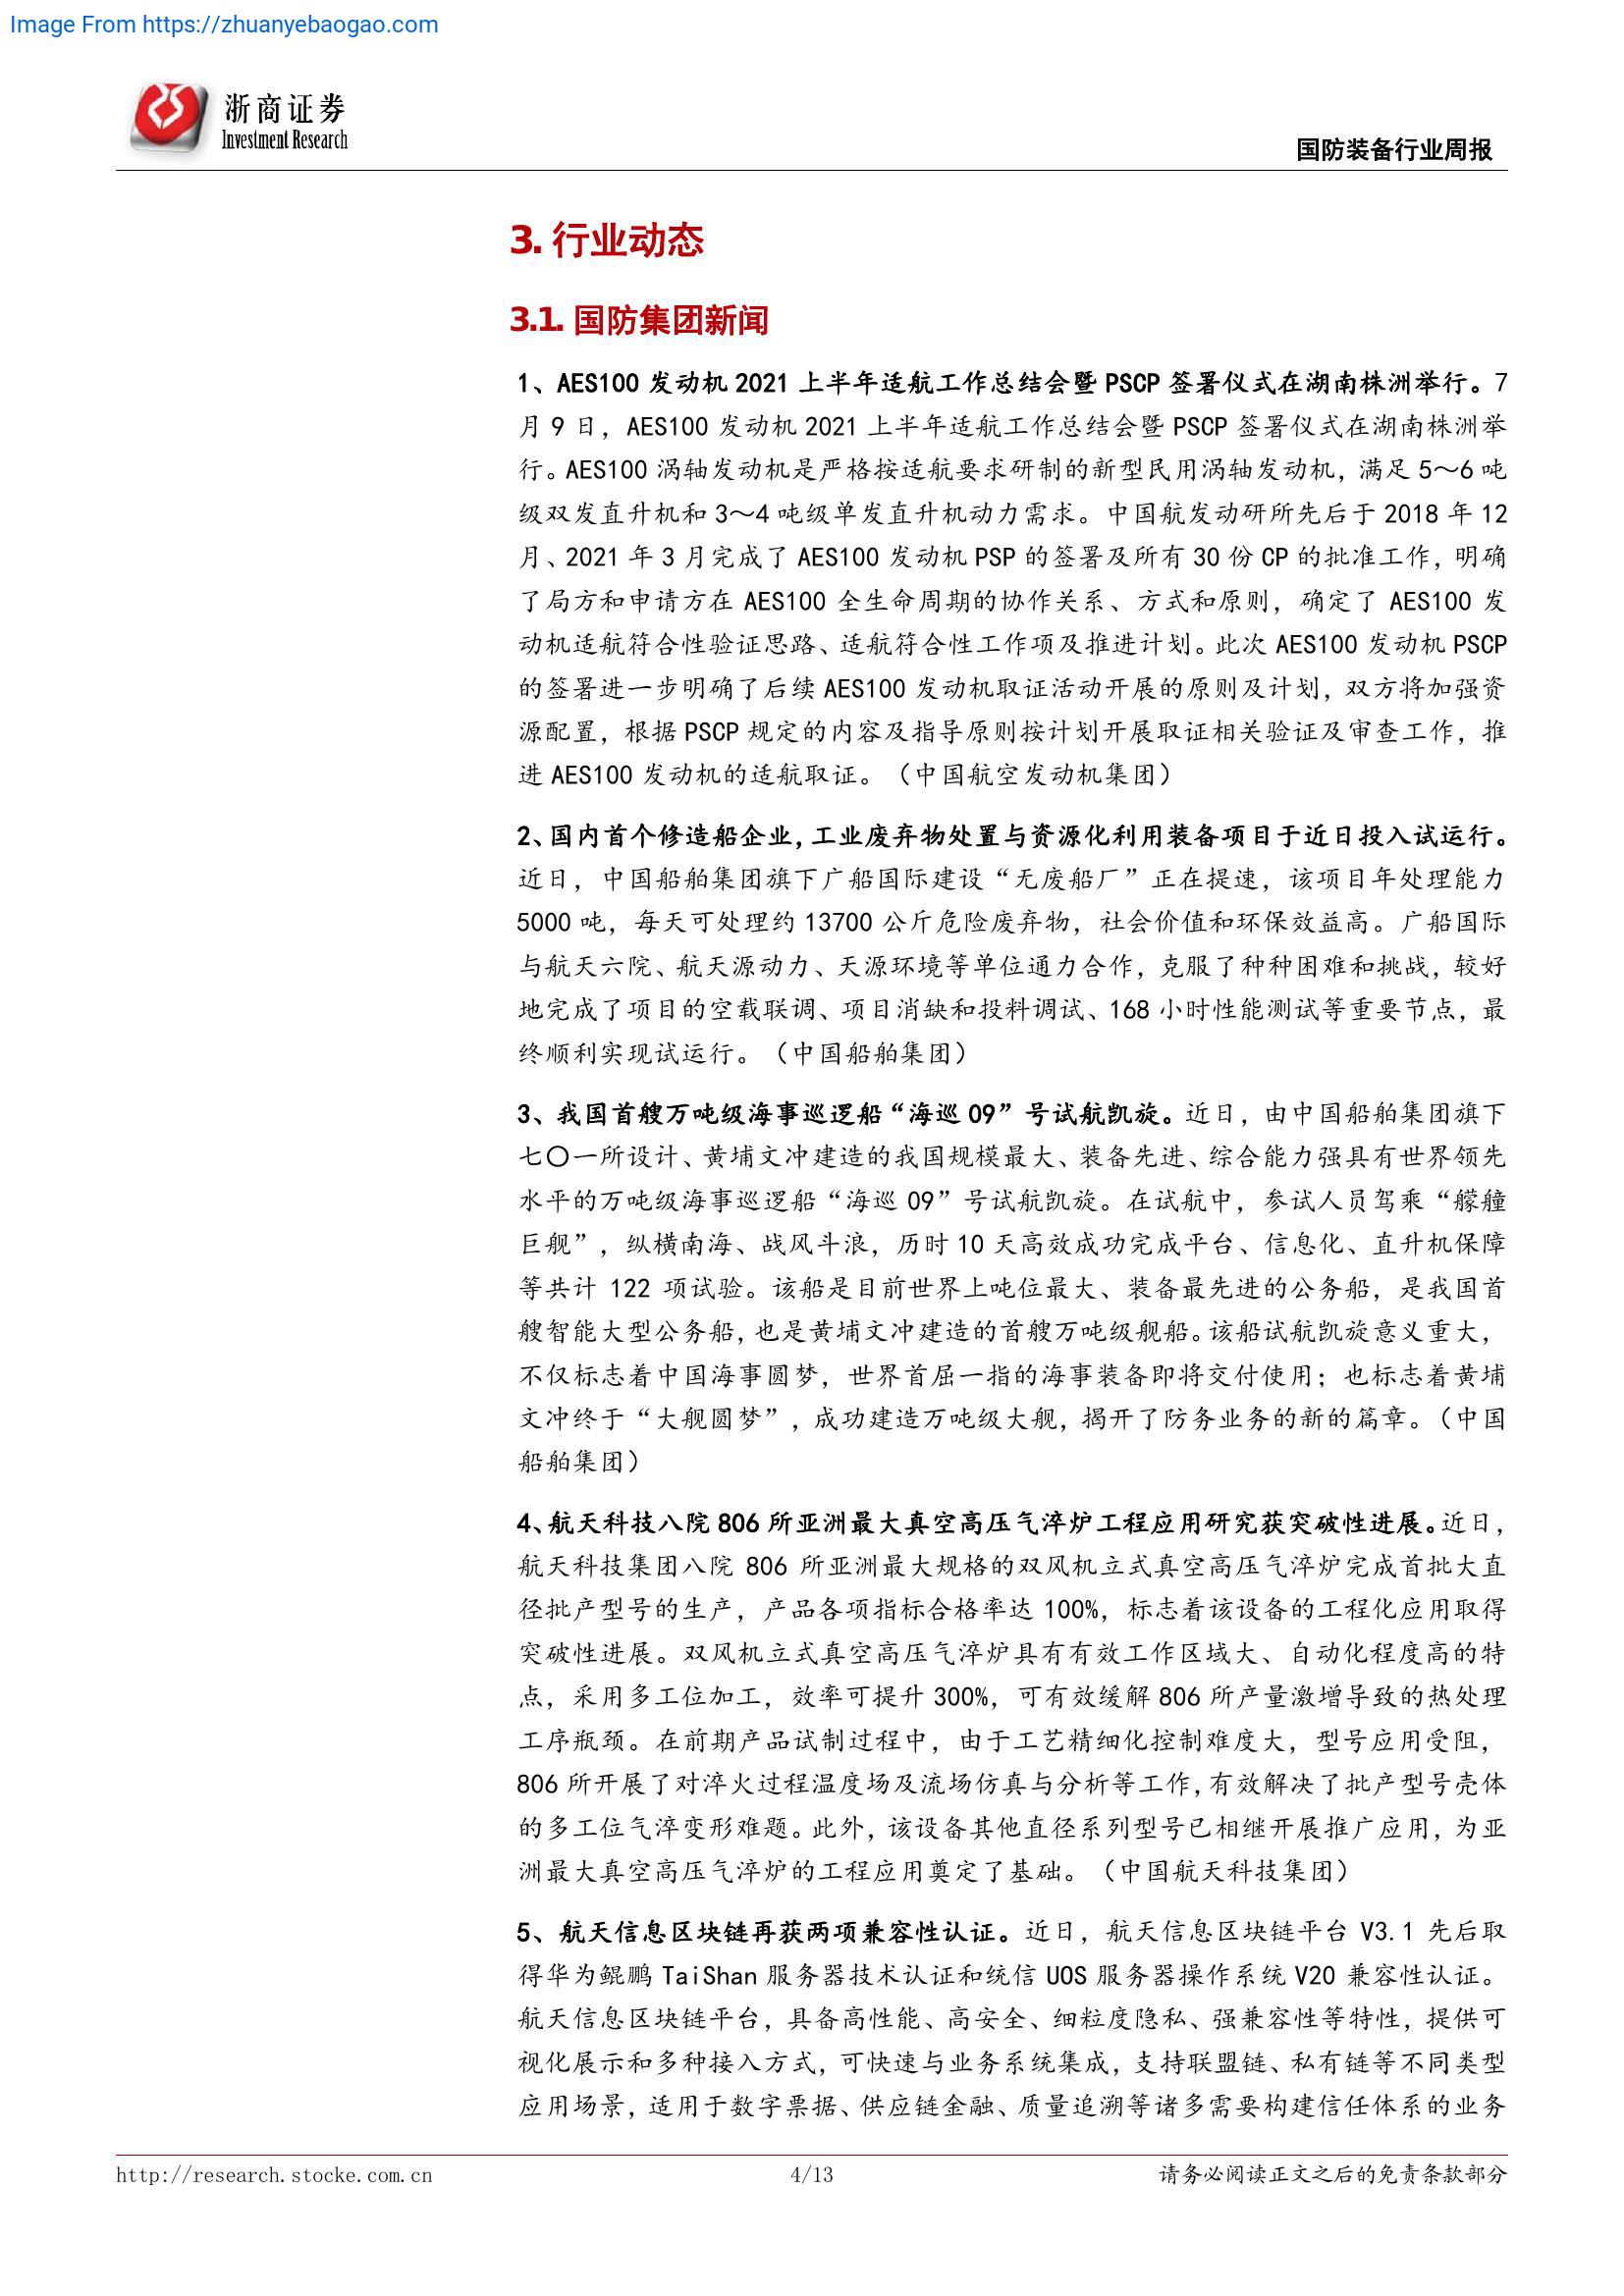 Image From https://zhuanyebaogao.com
浙商证券
Investment Research
国防装备行业周报
3. 行业动态
3.1. 国防集团新闻
1、AES100 发动机 2021 上半年适航工作总结会暨 PSCP 签署仪式在湖南株洲举行。7
月 9 日，AES100 发动机 2021 上半年适航工作总结会暨 PSCP 签署仪式在湖南株洲举
行。AES100 涡轴发动机是严格按适航要求研制的新型民用涡轴发动机，满足 5～6 吨
级双发直升机和 3～4 吨级单发直升机动力需求。中国航发动研所先后于 2018 年 12
月、2021 年 3 月完成了 AES100 发动机 PSP 的签署及所有 30 份 CP 的批准工作，明确
了局方和申请方在 AES100 全生命周期的协作关系、方式和原则，确定了 AES100 发
动机适航符合性验证思路、适航符合性工作项及推进计划。此次 AES100 发动机 PSCP
的签署进一步明确了后续 AES100 发动机取证活动开展的原则及计划，双方将加强资
源配置，根据 PSCP 规定的内容及指导原则按计划开展取证相关验证及审查工作，推
进 AES100 发动机的适航取证。（中国航空发动机集团）
2、国内首个修造船企业，工业废弃物处置与资源化利用装备项目于近日投入试运行。
近日，中国船舶集团旗下广船国际建设“无废船厂”正在提速，该项目年处理能力
5000 吨，每天可处理约 13700 公斤危险废弃物，社会价值和环保效益高。广船国际
与航天六院、航天源动力、天源环境等单位通力合作，克服了种种困难和挑战，较好
地完成了项目的空载联调、项目消缺和投料调试、168 小时性能测试等重要节点，最
终顺利实现试运行。（中国船舶集团）
3、我国首艘万吨级海事巡逻船“海巡 09”号试航凯旋。近日，由中国船舶集团旗下
七〇一所设计、黄埔文冲建造的我国规模最大、装备先进、综合能力强具有世界领先
水平的万吨级海事巡逻船“海巡 09”号试航凯旋。在试航中，参试人员驾乘“艨艟
巨舰”，纵横南海、战风斗浪，历时 10 天高效成功完成平台、信息化、直升机保障
等共计 122 项试验。该船是目前世界上吨位最大、装备最先进的公务船，是我国首
艘智能大型公务船，也是黄埔文冲建造的首艘万吨级舰船。该船试航凯旋意义重大，
不仅标志着中国海事圆梦，世界首屈一指的海事装备即将交付使用；也标志着黄埔
文冲终于“大舰圆梦”，成功建造万吨级大舰，揭开了防务业务的新的篇章。（中国
船舶集团）
4、航天科技八院 806 所亚洲最大真空高压气淬炉工程应用研究获突破性进展。近日，
航天科技集团八院 806 所亚洲最大规格的双风机立式真空高压气淬炉完成首批大直
径批产型号的生产，产品各项指标合格率达 100%，标志着该设备的工程化应用取得
突破性进展。双风机立式真空高压气淬炉具有有效工作区域大、自动化程度高的特
点，采用多工位加工，效率可提升 300%，可有效缓解 806 所产量激增导致的热处理
工序瓶颈。在前期产品试制过程中，由于工艺精细化控制难度大，型号应用受阻，
806 所开展了对淬火过程温度场及流场仿真与分析等工作，有效解决了批产型号壳体
的多工位气淬变形难题。此外，该设备其他直径系列型号已相继开展推广应用，为亚
洲最大真空高压气淬炉的工程应用奠定了基础。（中国航天科技集团）
5、航天信息区块链再获两项兼容性认证。近日，航天信息区块链平台 V3.1 先后取
得华为鲲鹏 TaiShan 服务器技术认证和统信 UOS 服务器操作系统 V20 兼容性认证。
航天信息区块链平台，具备高性能、高安全、细粒度隐私、强兼容性等特性，提供可
视化展示和多种接入方式，可快速与业务系统集成，支持联盟链、私有链等不同类型
应用场景，适用于数字票据、供应链金融、质量追溯等诸多需要构建信任体系的业务
http://research.stocke.com.cn
4/13
请务必阅读正文之后的免责条款部分